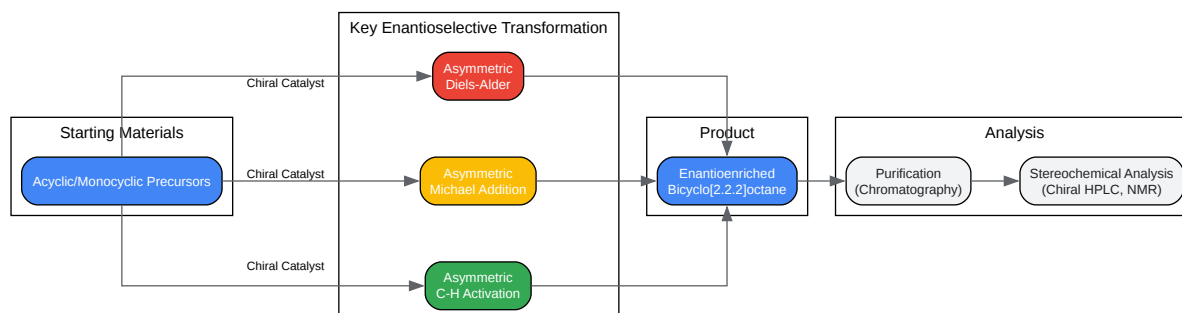 Key Enantioselective Transformation
Chiral Catalyst
Asymmetric
Diels-Alder
Starting Materials
Acyclic/Monocyclic Precursors
Chiral Catalyst
Asymmetric
Michael Addition
Product
Enantioenriched
Bicyclo[2.2.2]octane
Analysis
Purification
(Chromatography)
Stereochemical Analysis
(Chiral HPLC, NMR)
Chiral Catalyst
Asymmetric
C-H Activation